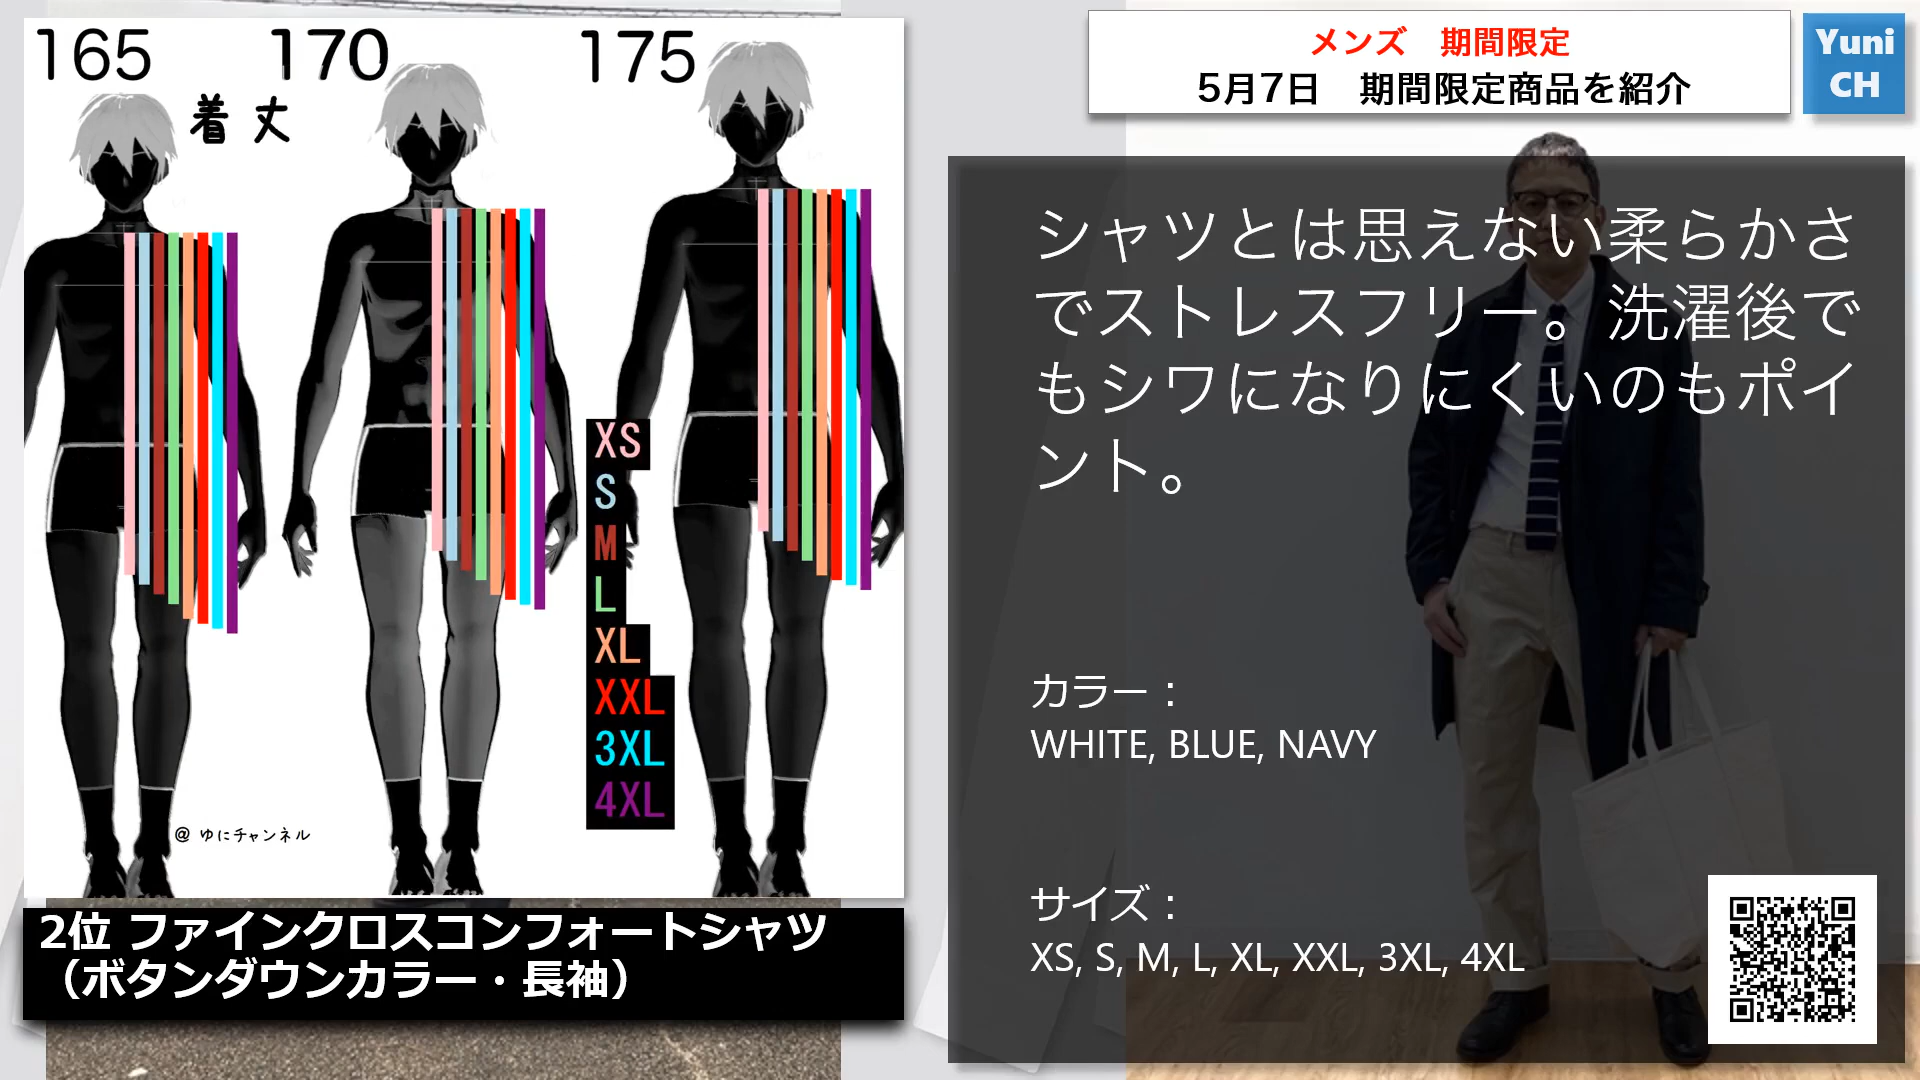 165
170
175
着丈
XS
S
M
L
XL
XXL
3XL
4XL
@ ゆにチャンネル
2位 ファインクロスコンフォートシャツ
（ボタンダウンカラー・長袖）
メンズ　期間限定
5月7日　期間限定商品を紹介
Yuni
CH
シャツとは思えない柔らかさ
でストレスフリー。洗濯後で
もシワになりにくいのもポイ
ント。
カラー：
WHITE, BLUE, NAVY
サイズ：
XS, S, M, L, XL, XXL, 3XL, 4XL